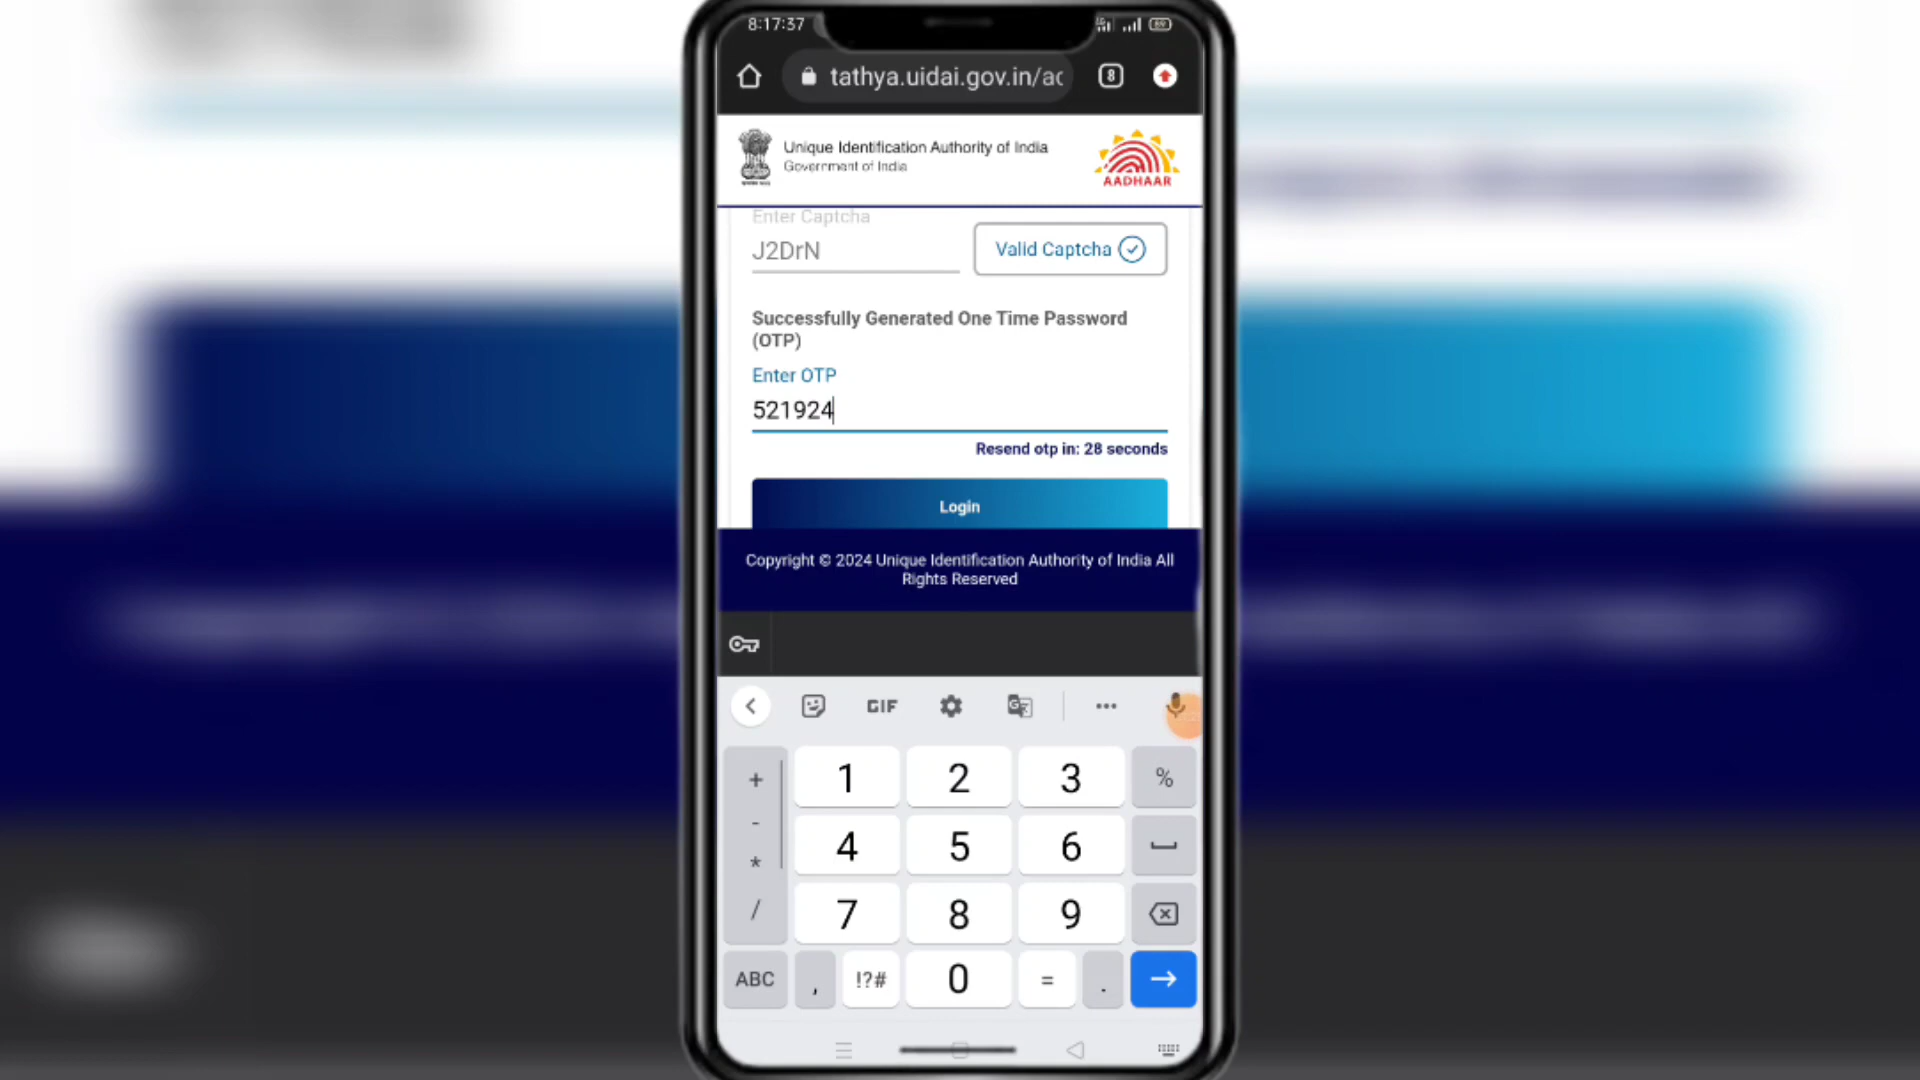 8:17:37
89
tathya.uidai.gov.in/ac
8
Unique Identification Authority of India
Government of India
AADHAAR
Enter Captcha
J2DrN
Valid Captcha
Successfully Generated One Time Password
(OTP)
Enter OTP
521924
Resend otp in: 28 seconds
Login
Copyright © 2024 Unique Identification Authority of India All
Rights Reserved
GIF
+ 1 2 3 %
-
* 4 5 6
/ 7 8 9
ABC , !?# 0 = .